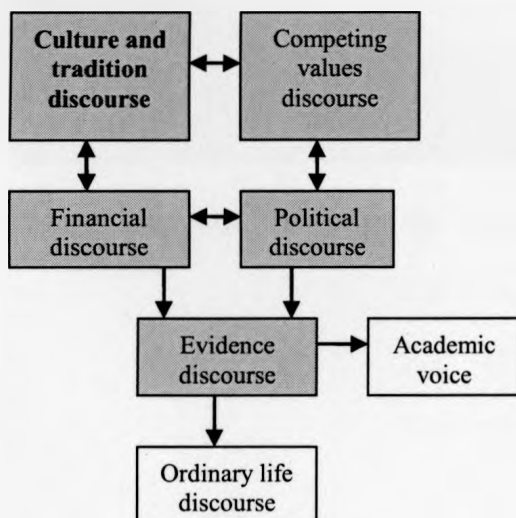 Culture and
tradition
discourse
Competing
values
discourse
Financial
discourse
Political
discourse
Evidence
discourse
Academic
voice
Ordinary life
discourse